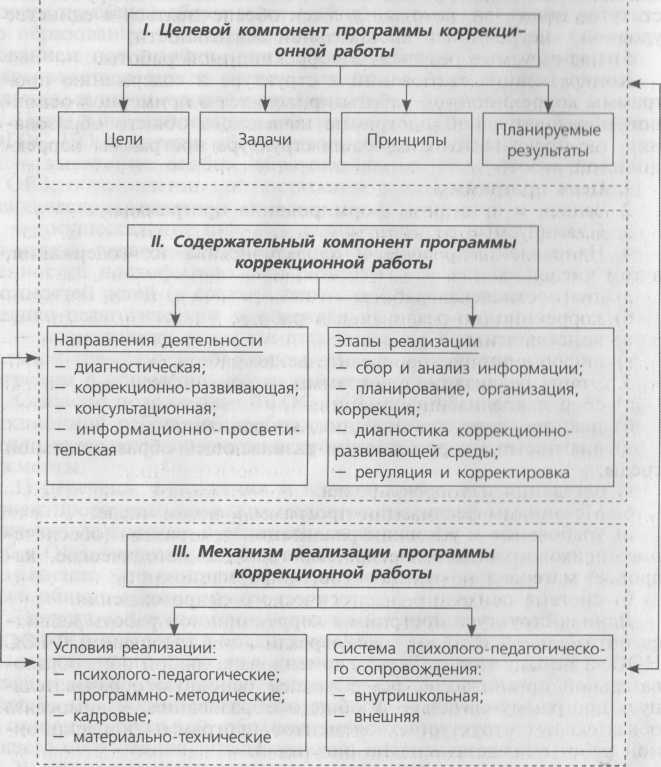 I. Целевой компонент программы коррекци-
онной работы
Цели
Задачи
Принципы
Планируемые
результаты
II. Содержательный компонент программы
коррекционной работы
Направления деятельности
— диагностическая;
— коррекционно-развивающая;
— консультационная;
— информационно-просвети-
тельская
Этапы реализации
— сбор и анализ информации;
— планирование, организация,
коррекция;
— диагностика коррекционно-
развивающей среды;
— регуляция и корректировка
III. Механизм реализации программы
коррекционной работы
Условия реализации:
— психолого-педагогические;
— программно-методические;
— кадровые;
— материально-технические
Система психолого-педагогическо-
го сопровождения:
— внутренняя;
— внешняя